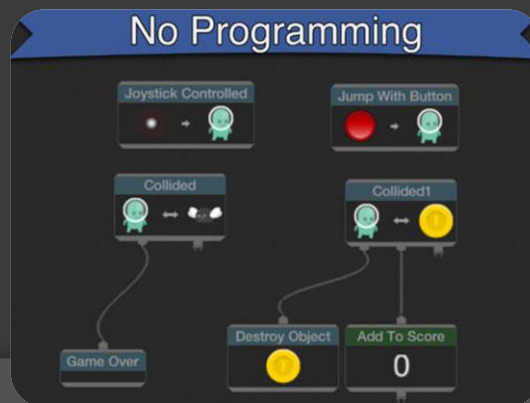 No Programming
Joystick Controlled
Jump With Button
Collided
Collided1
Game Over
Destroy Object
Add To Score
0